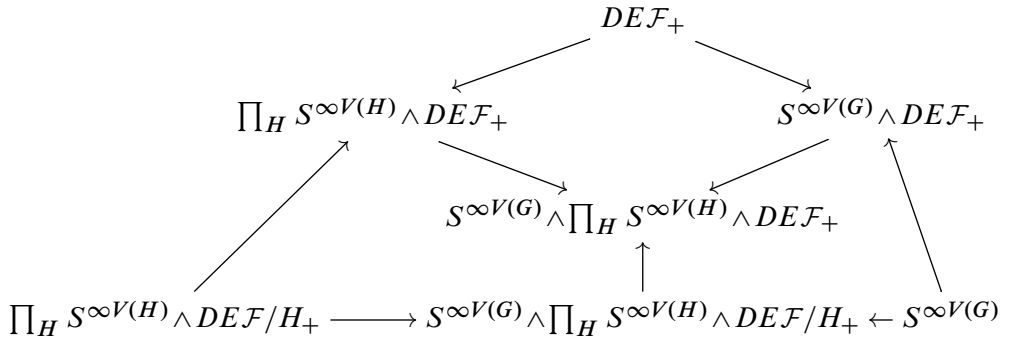 DEℱ₊
∏_H S^{∞V(H)} ∧ DEℱ₊ S^{∞V(G)} ∧ DEℱ₊
S^{∞V(G)} ∧ ∏_H S^{∞V(H)} ∧ DEℱ₊
∏_H S^{∞V(H)} ∧ DEℱ/H₊ → S^{∞V(G)} ∧ ∏_H S^{∞V(H)} ∧ DEℱ/H₊ ← S^{∞V(G)}